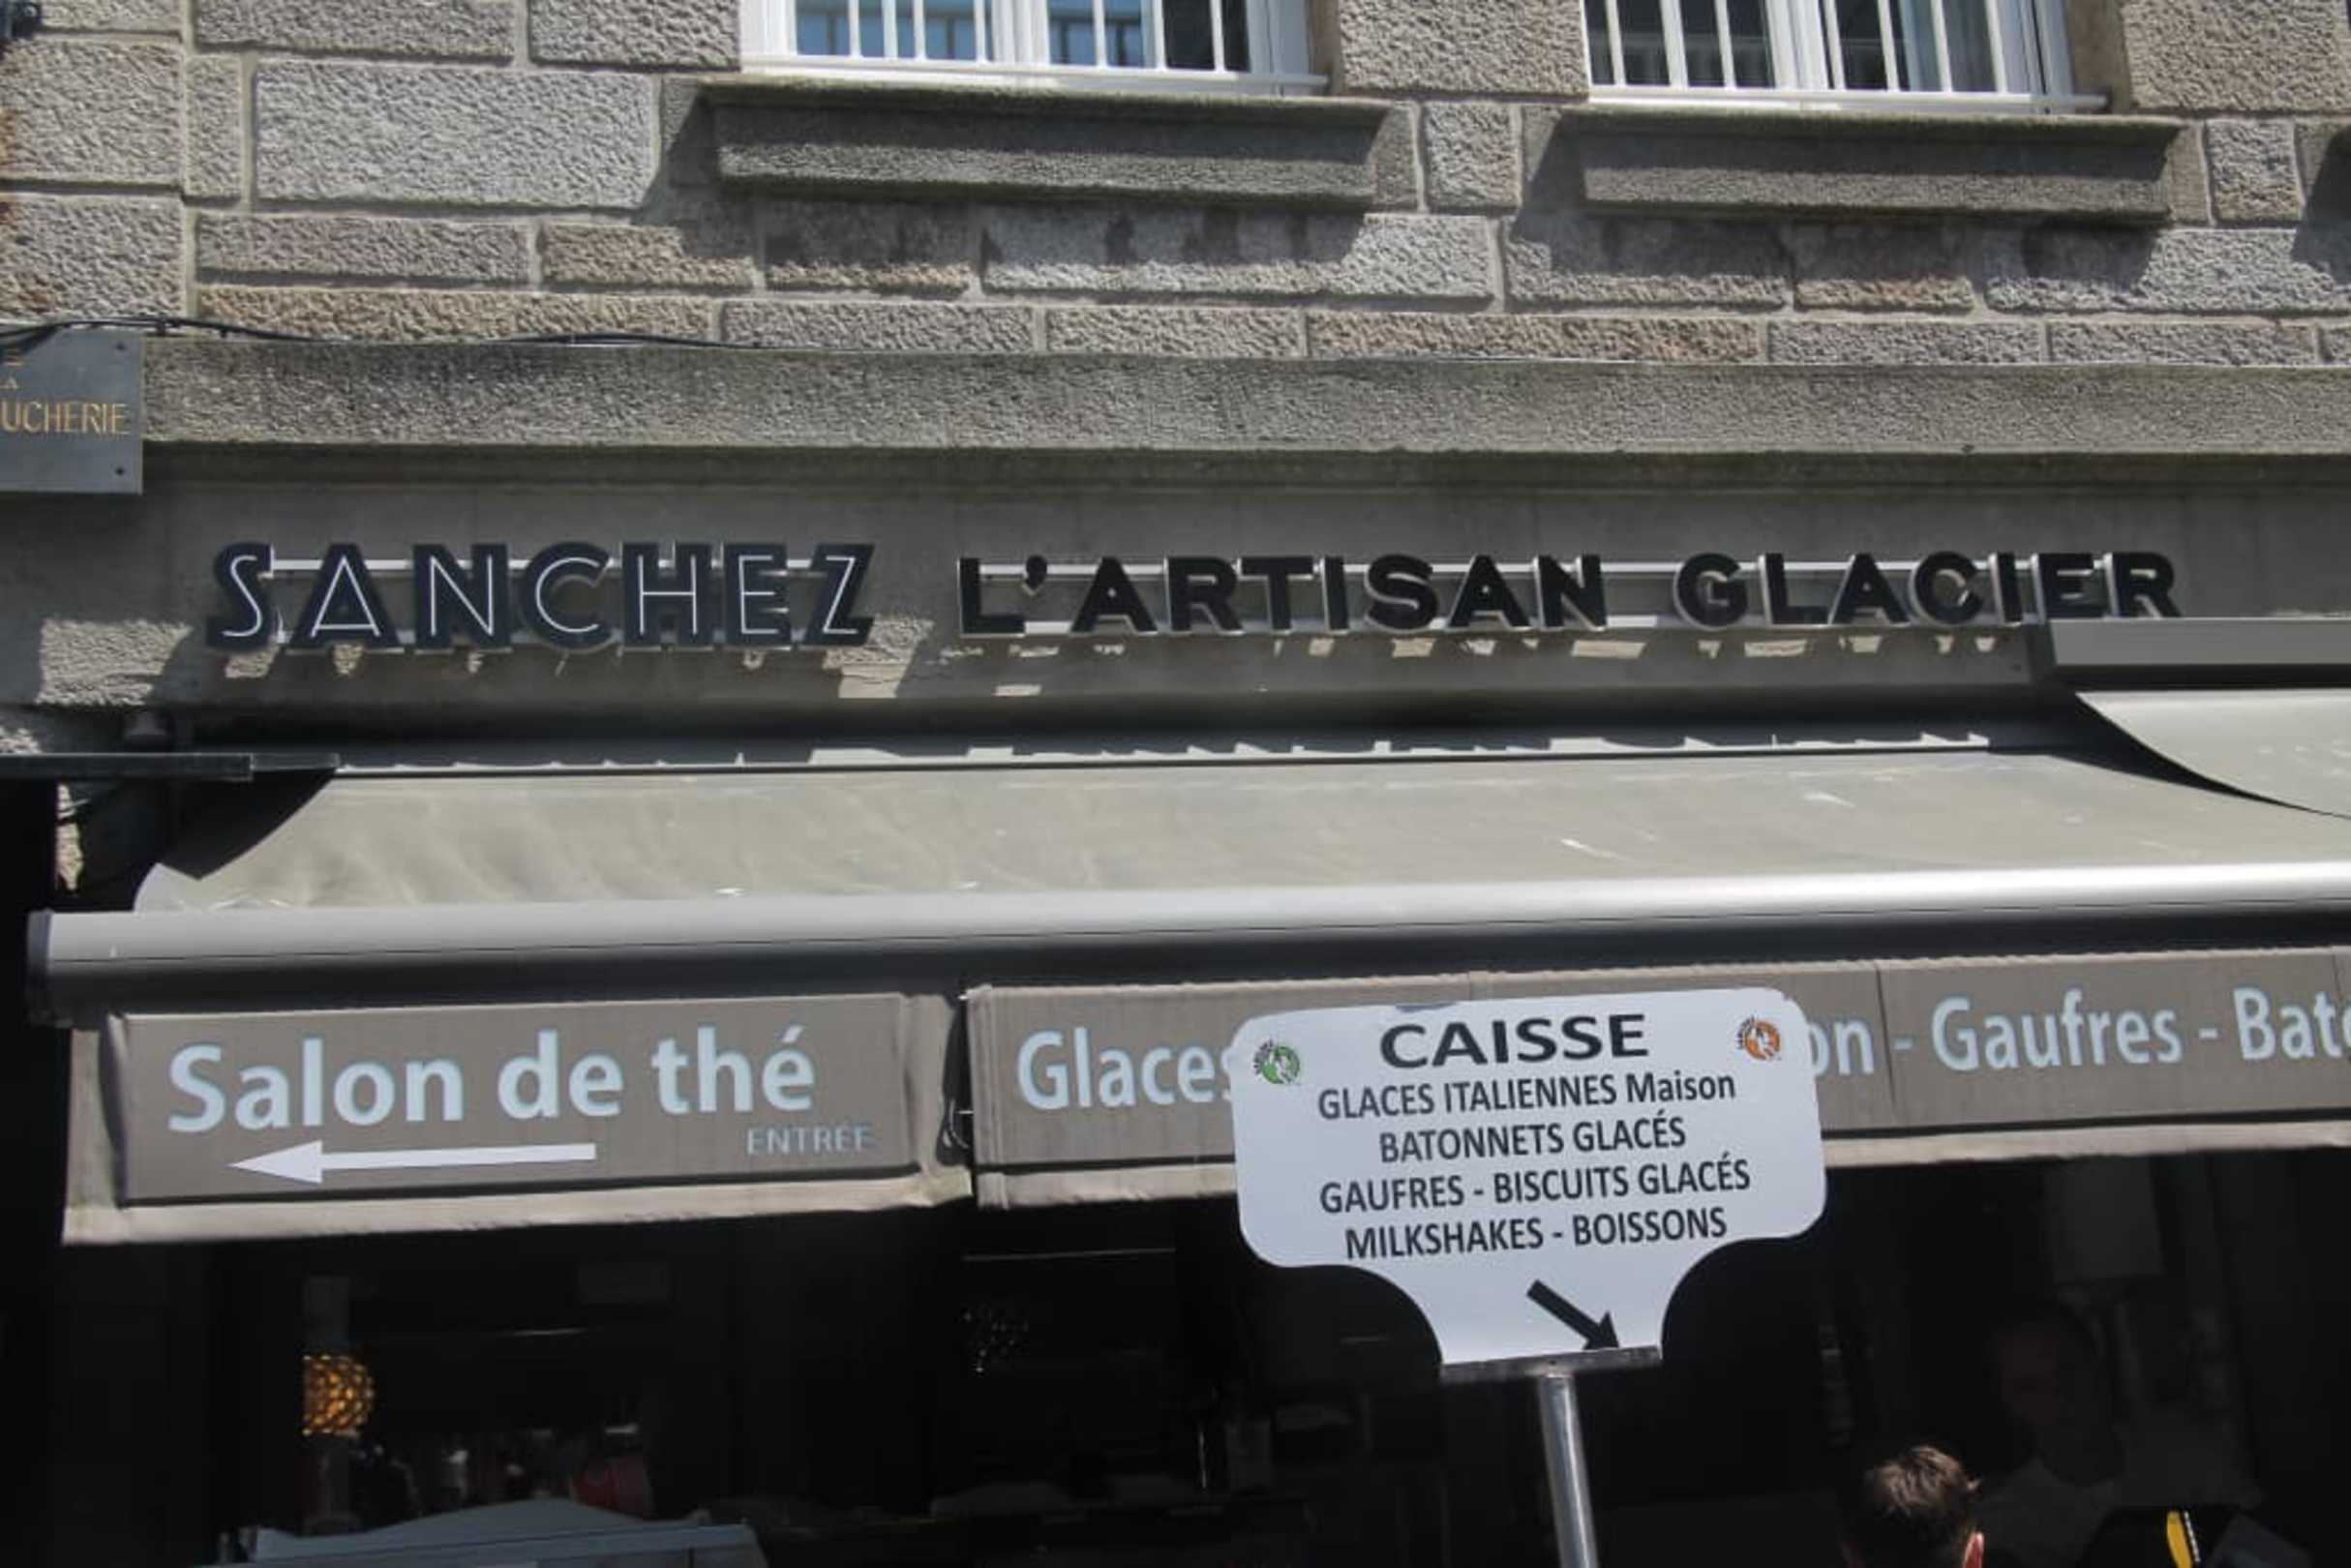 UCHERIE
SANCHEZ L'ARTISAN GLACIER
Salon de thé
ENTRÉE
Glaces
on - Gaufres - Bat
CAISSE
GLACES ITALIENNES Maison
BATONNETS GLACÉS
GAUFRES - BISCUITS GLACÉS
MILKSHAKES - BOISSONS